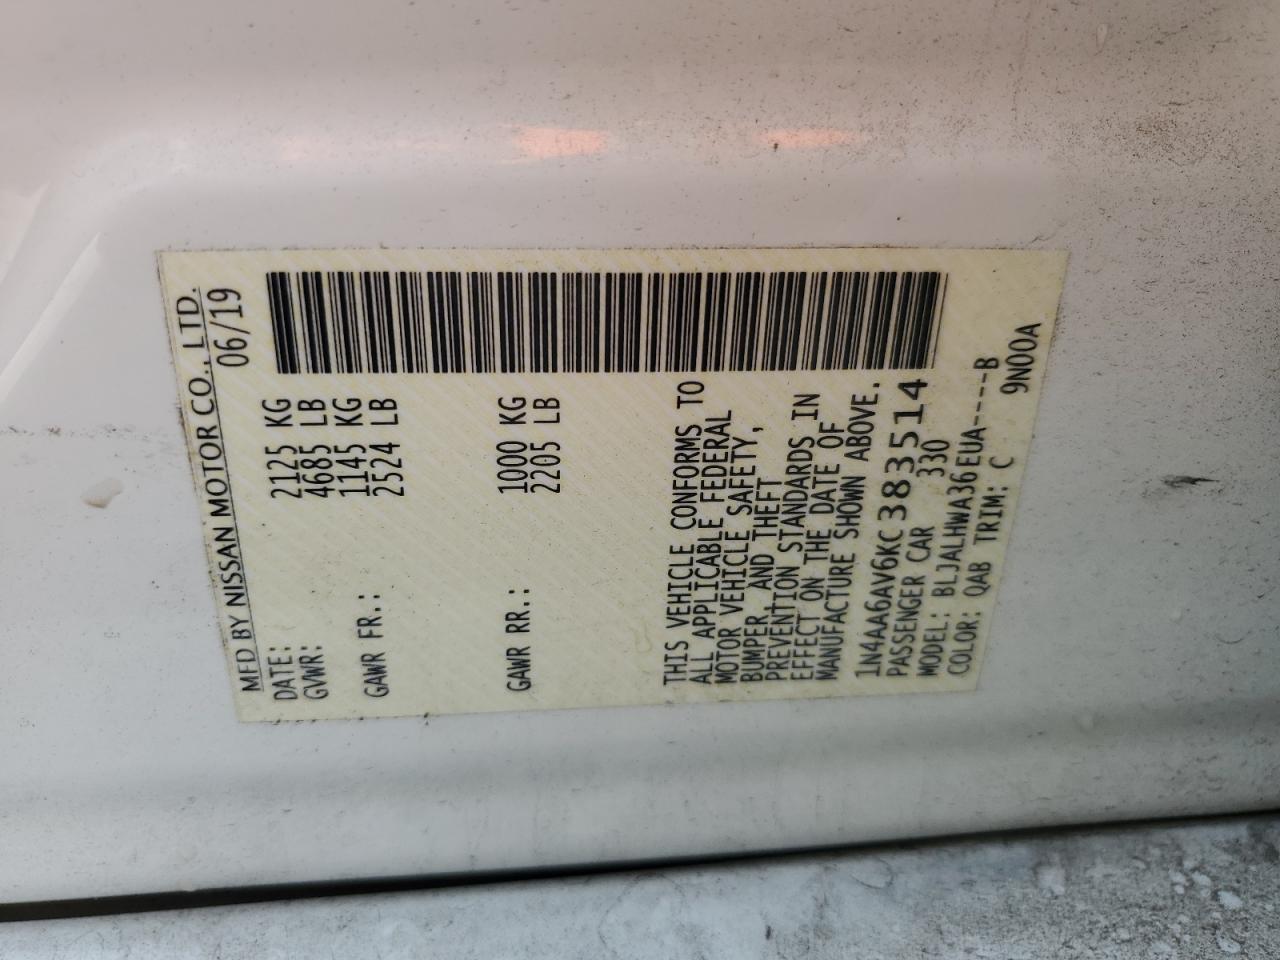 MFD BY NISSAN MOTOR CO., LTD.
DATE: 06/19
GVWR: 2125 KG
4685 LB
GAWR FR.: 1145 KG
2524 LB
GAWR RR.: 1000 KG
2205 LB
THIS VEHICLE CONFORMS TO
ALL APPLICABLE FEDERAL
MOTOR VEHICLE SAFETY,
BUMPER, AND THEFT
PREVENTION STANDARDS IN
EFFECT ON THE DATE OF
MANUFACTURE SHOWN ABOVE.
1N4AA6AV6KC383514
PASSENGER CAR 330
MODEL: BLJALHWA36EUA----B
COLOR: QAB TRIM: C 9N00A